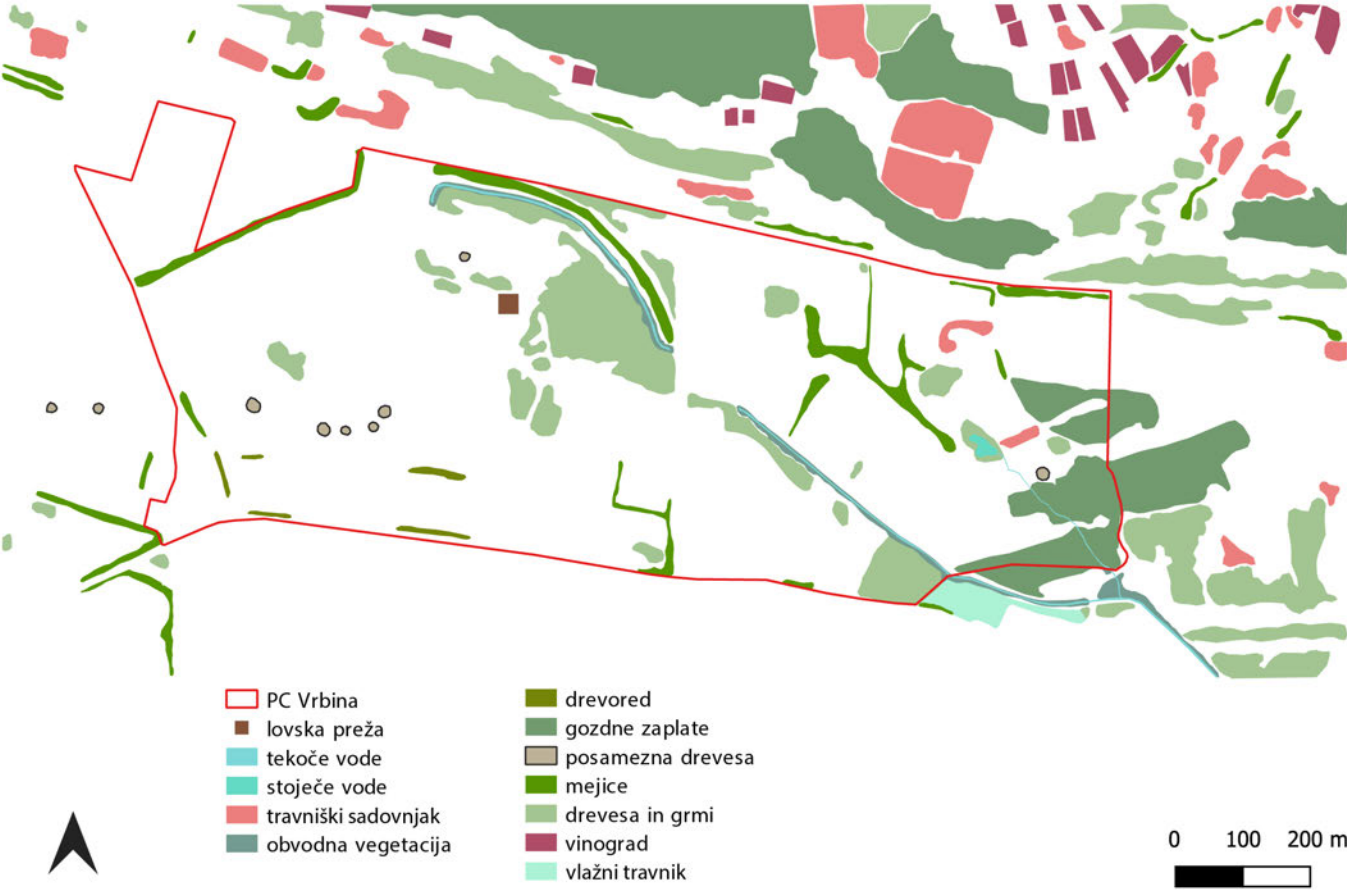 PC Vrbina
lovska preža
tekoče vode
stoječe vode
travniški sadovnjak
obvodna vegetacija
drevored
gozdne zaplate
posamezna drevesa
mejice
drevesa in grmi
vinograd
vlažni travnik
0 100 200 m